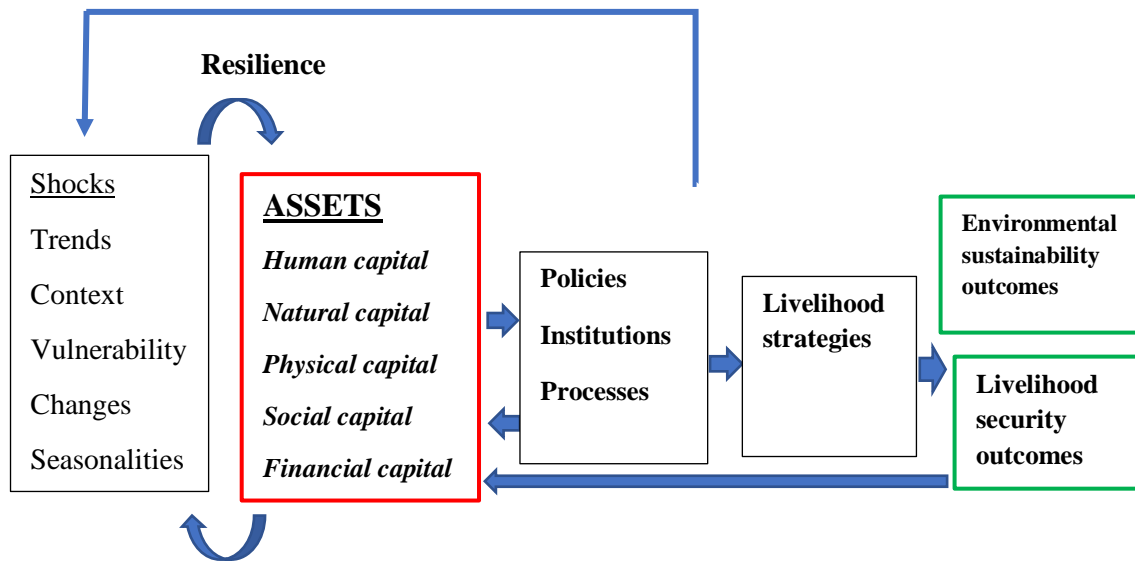 Resilience
Shocks
Trends
Context
Vulnerability
Changes
Seasonalities
ASSETS
Human capital
Natural capital
Physical capital
Social capital
Financial capital
Policies
Institutions
Processes
Livelihood
strategies
Environmental
sustainability
outcomes
Livelihood
security
outcomes